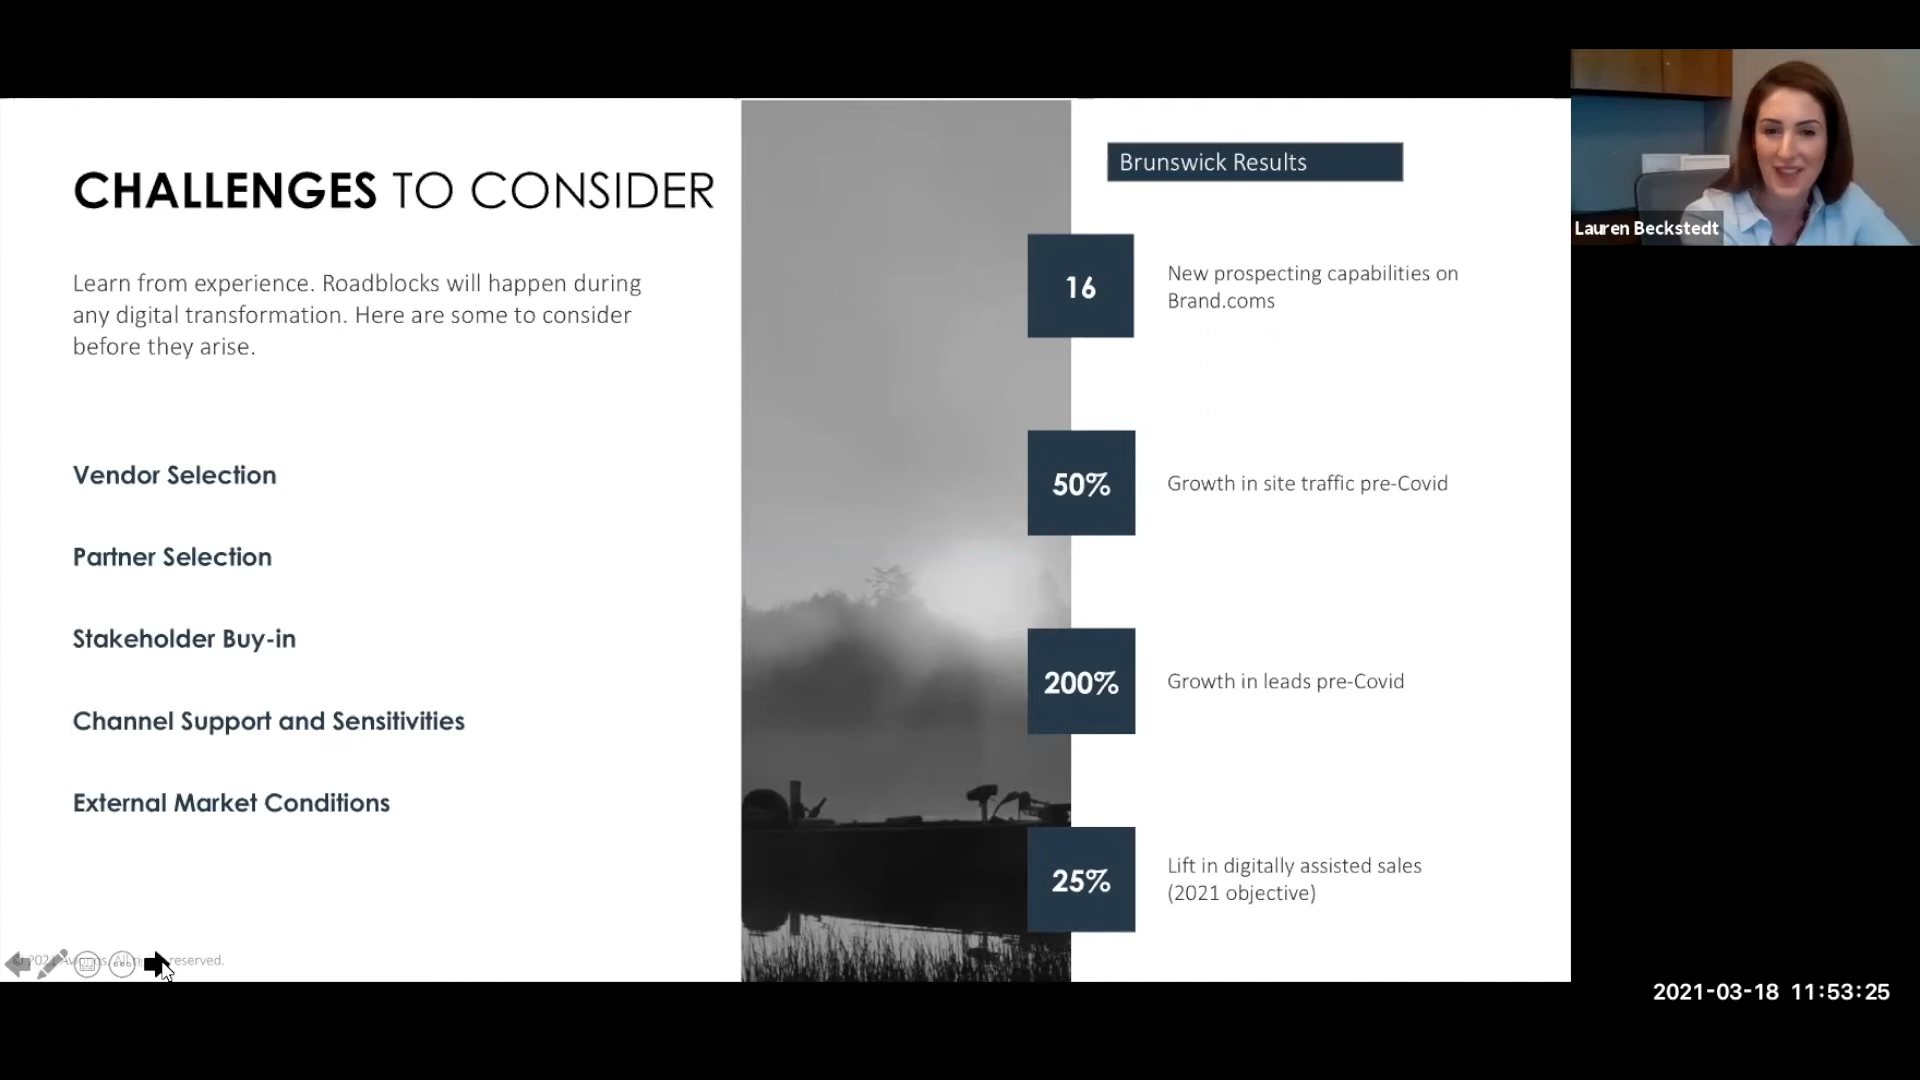 CHALLENGES TO CONSIDER
Learn from experience. Roadblocks will happen during
any digital transformation. Here are some to consider
before they arise.
Vendor Selection
Partner Selection
Stakeholder Buy-in
Channel Support and Sensitivities
External Market Conditions
Brunswick Results
16
New prospecting capabilities on
Brand.coms
50%
Growth in site traffic pre-Covid
200%
Growth in leads pre-Covid
25%
Lift in digitally assisted sales
(2021 objective)
reserved.
Lauren Beckstedt
2021-03-18 11:53:25